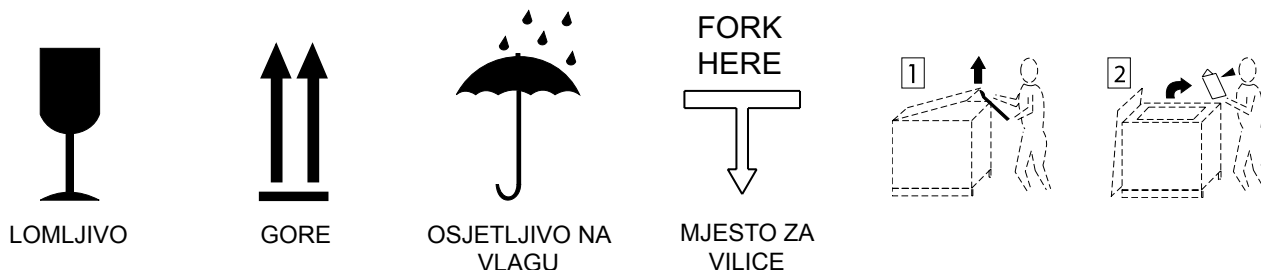 FORK
HERE
1
2
LOMLJIVO
GORE
OSJETLJIVO NA
VLAGU
MJESTO ZA
VILICE